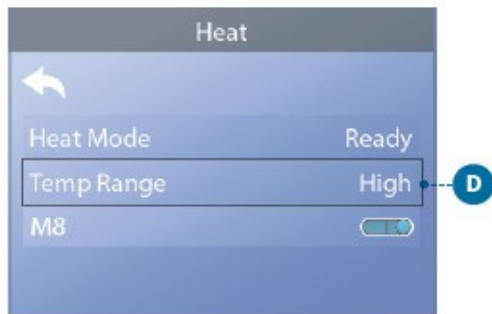 Heat
Heat Mode Ready
Temp Range High
D
M8